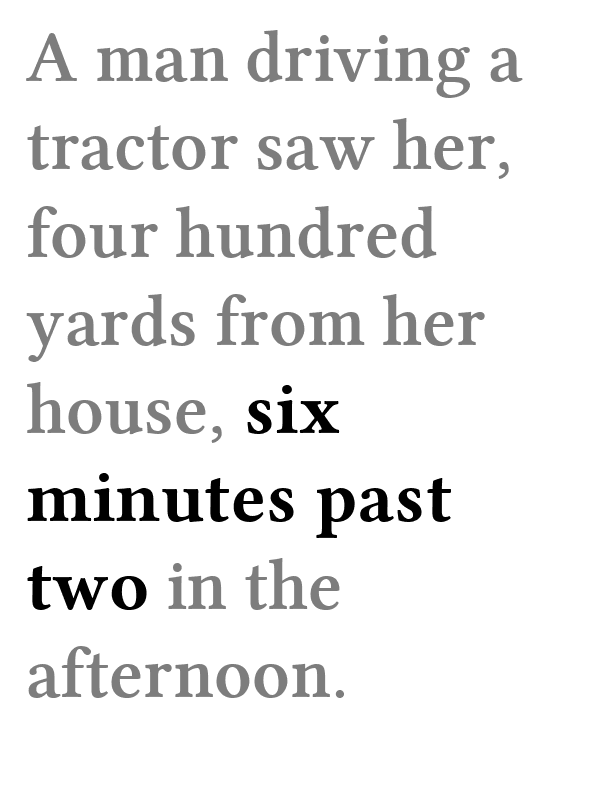 A man driving a
tractor saw her,
four hundred
yards from her
house, six
minutes past
two in the
afternoon.